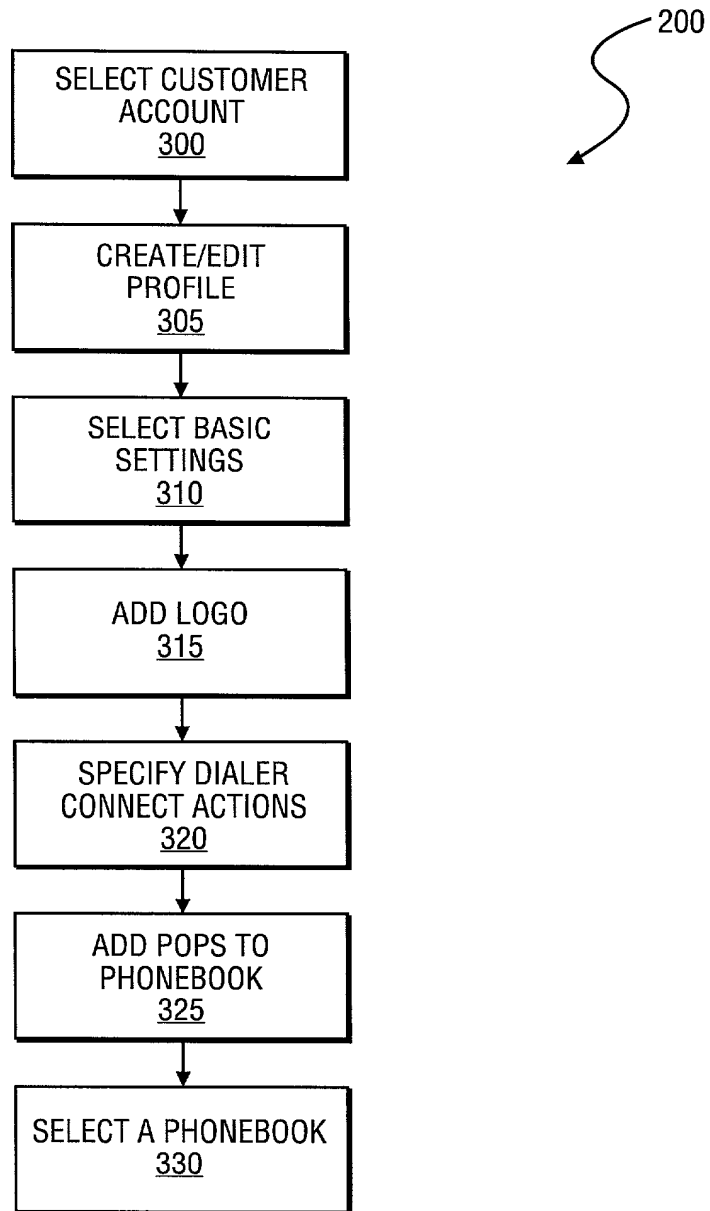 200
SELECT CUSTOMER
ACCOUNT
300
CREATE/EDIT
PROFILE
305
SELECT BASIC
SETTINGS
310
ADD LOGO
315
SPECIFY DIALER
CONNECT ACTIONS
320
ADD POPS TO
PHONEBOOK
325
SELECT A PHONEBOOK
330